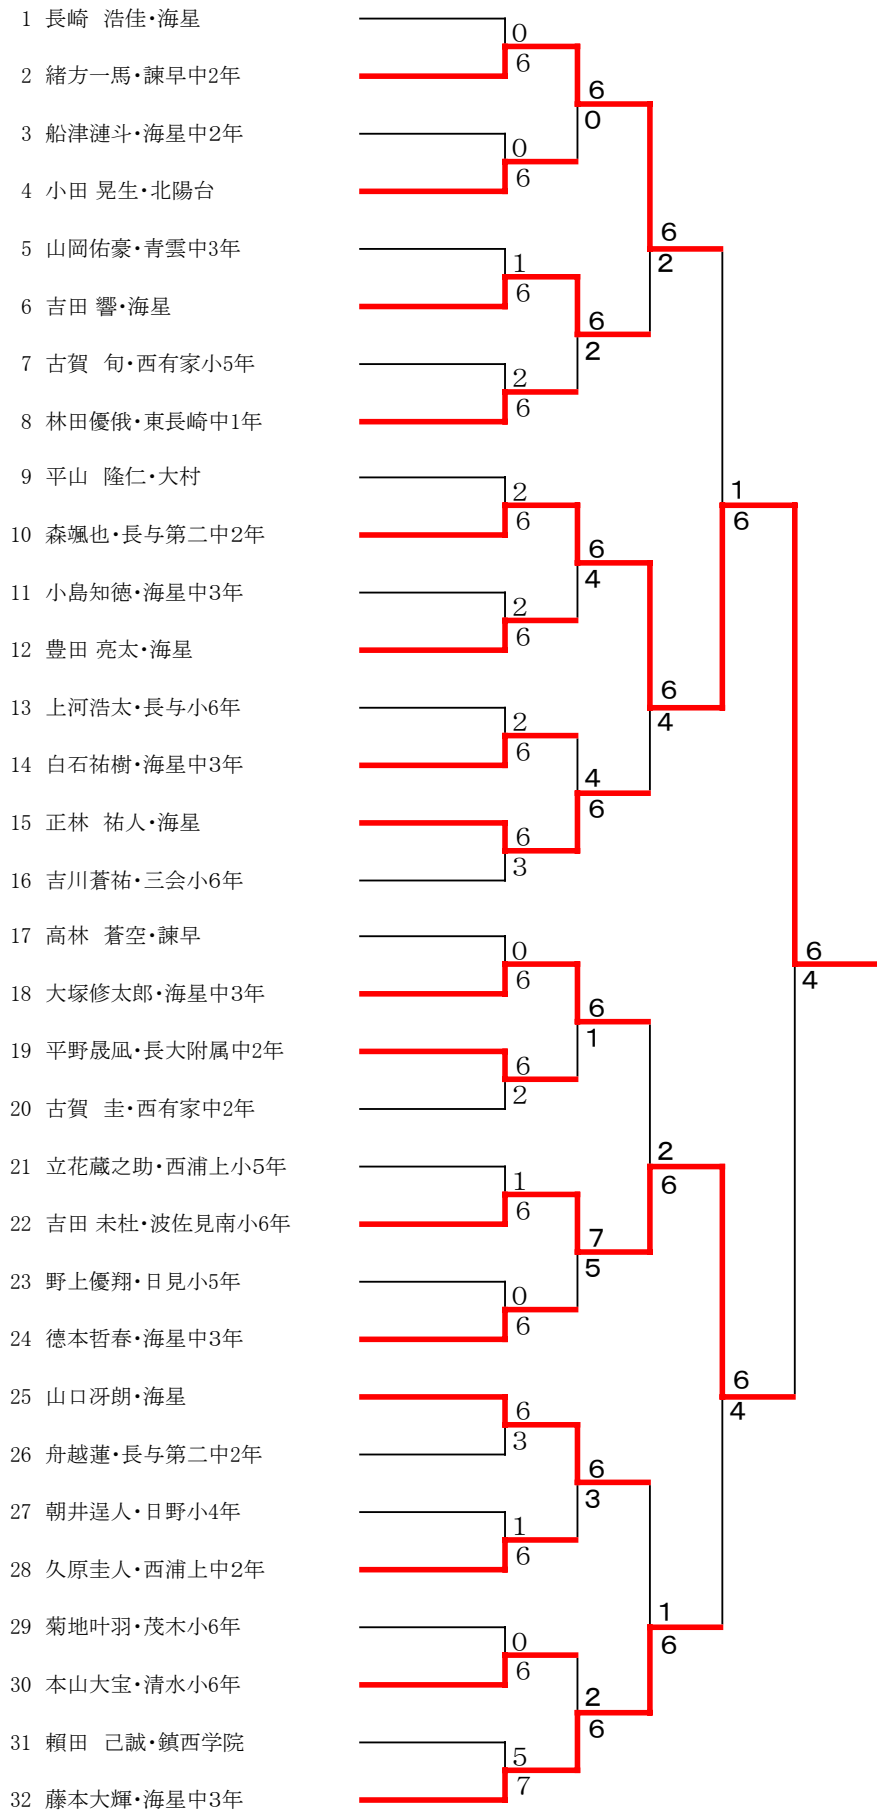 1 長崎 浩佳・海星
0
2 緒方一馬・諫早中2年
6
6
0
3 船津漣斗・海星中2年
0
4 小田 晃生・北陽台
6
6
2
5 山岡佑豪・青雲中3年
1
6 吉田 響・海星
6
6
2
7 古賀 旬・西有家小5年
2
8 林田優俄・東長崎中1年
6
1
6
9 平山 隆仁・大村
2
10 森颯也・長与第二中2年
6
6
4
11 小島知徳・海星中3年
2
12 豊田 亮太・海星
6
6
4
13 上河浩太・長与小6年
2
14 白石祐樹・海星中3年
6
4
6
15 正林 祐人・海星
6
16 吉川蒼祐・三会小6年
3
6
4
17 高林 蒼空・諫早
0
18 大塚修太郎・海星中3年
6
6
1
19 平野晟凪・長大附属中2年
6
20 古賀 圭・西有家中2年
2
2
6
21 立花蔵之助・西浦上小5年
1
22 吉田 未杜・波佐見南小6年
6
7
5
23 野上優翔・日見小5年
0
24 德本哲春・海星中3年
6
6
4
25 山口冴朗・海星
6
26 舟越蓮・長与第二中2年
3
6
3
27 朝井逞人・日野小4年
1
28 久原圭人・西浦上中2年
6
1
6
29 菊地叶羽・茂木小6年
0
30 本山大宝・清水小6年
6
2
6
31 頼田 己誠・鎮西学院
5
32 藤本大輝・海星中3年
7